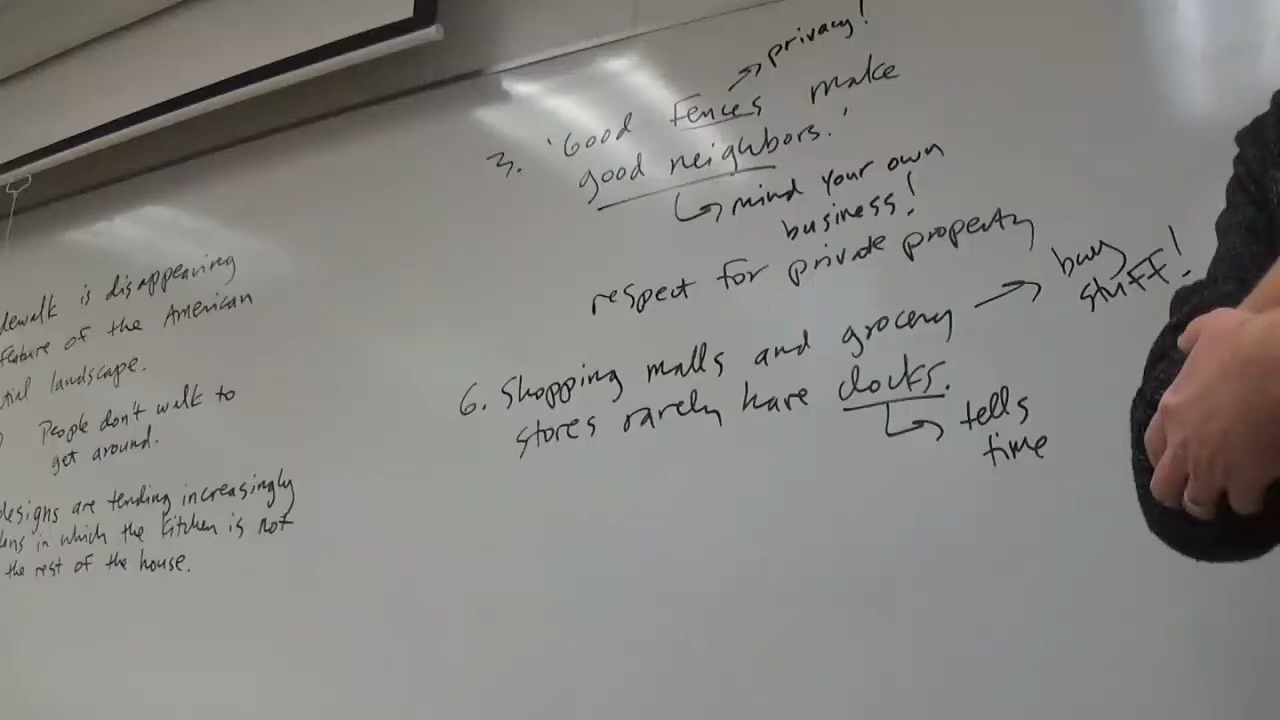 dewalk is disappearing
feature of the American
tial landscape.
People don't walk to
get around.
designs are tending increasingly
in which the kitchen is not
the rest of the house.
privacy!
3. 'Good Fences make
good neighbors.'
mind your own
business!
respect for private property
buy
stuff!
6. Shopping malls and grocery
stores rarely have clocks.
tells
time